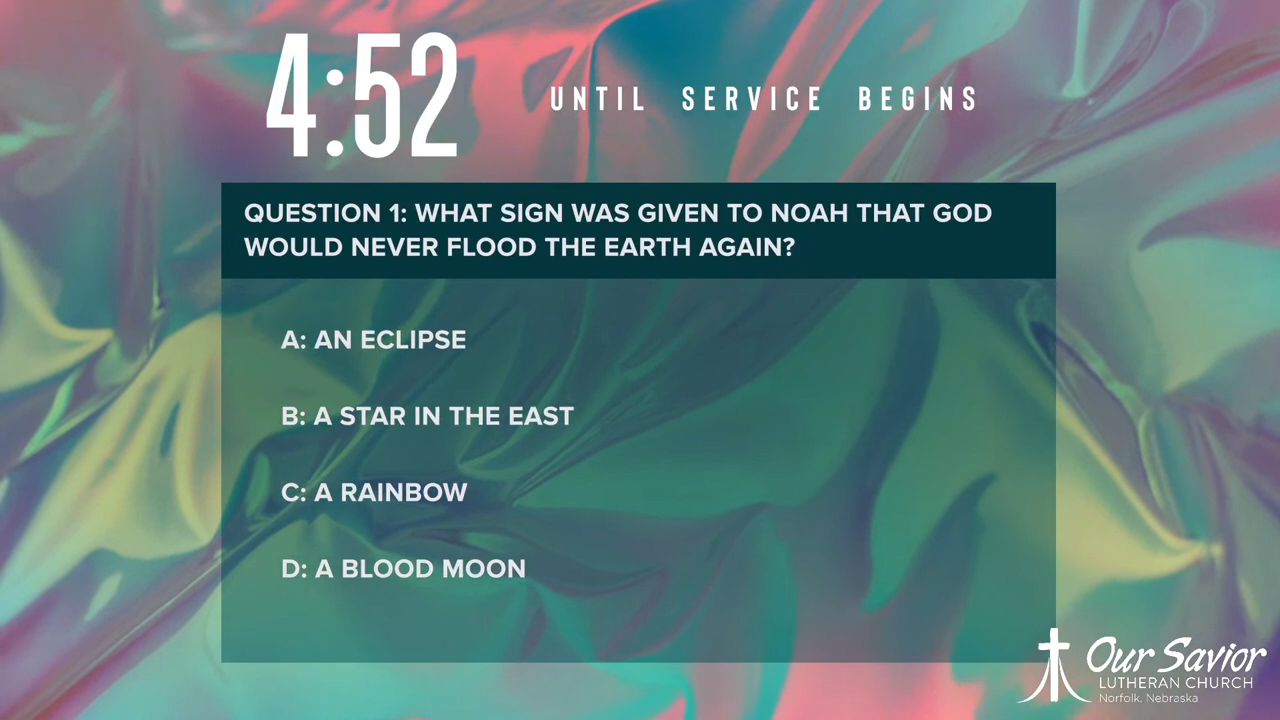 4:52
UNTIL SERVICE BEGINS
QUESTION 1: WHAT SIGN WAS GIVEN TO NOAH THAT GOD
WOULD NEVER FLOOD THE EARTH AGAIN?
A: AN ECLIPSE
B: A STAR IN THE EAST
C: A RAINBOW
D: A BLOOD MOON
Our Savior
LUTHERAN CHURCH
Norfolk, Nebraska